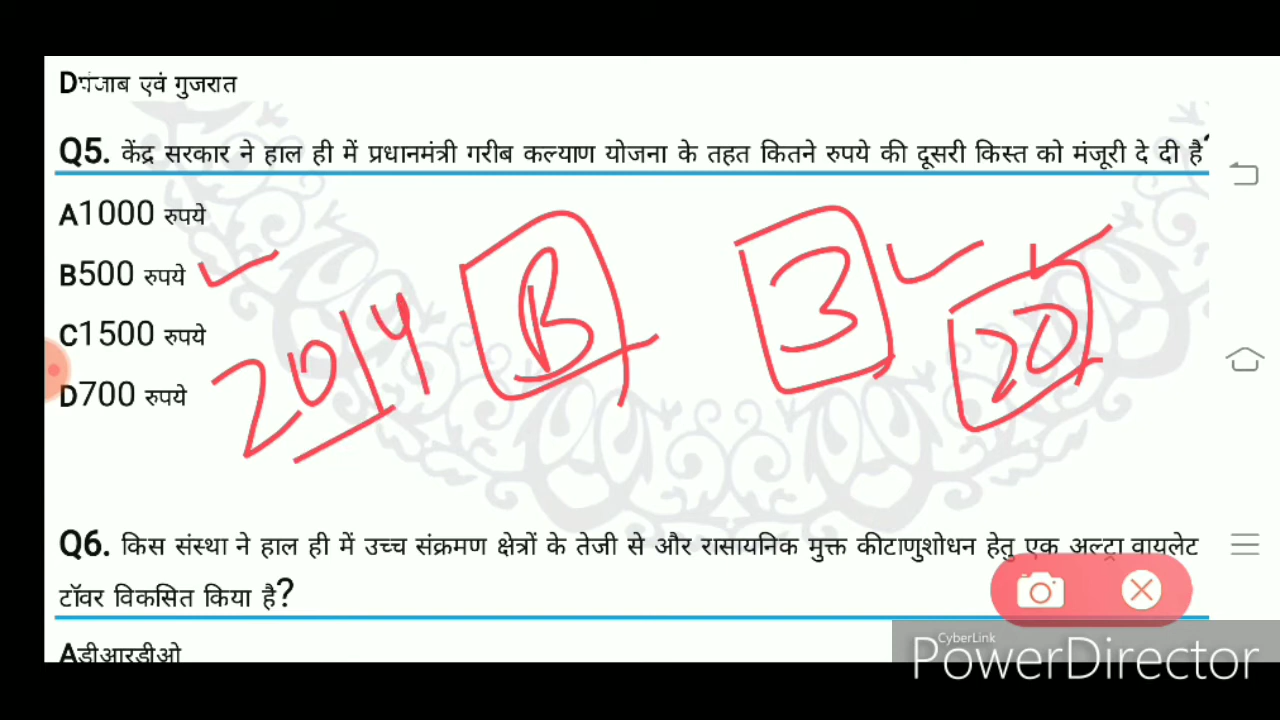 Dपंजाब एवं गुजरात
Q5. केंद्र सरकार ने हाल ही में प्रधानमंत्री गरीब कल्याण योजना के तहत कितने रुपये की दूसरी किस्त को मंजूरी दे दी है?
A1000 रुपये
B500 रुपये
C1500 रुपये
D700 रुपये
2014 B 3 20
Q6. किस संस्था ने हाल ही में उच्च संक्रमण क्षेत्रों के तेजी से और रासायनिक मुक्त कीटाणुशोधन हेतु एक अल्ट्रा वायलेट
टॉवर विकसित किया है?
Aडीआरडीओ
CyberLink
PowerDirector